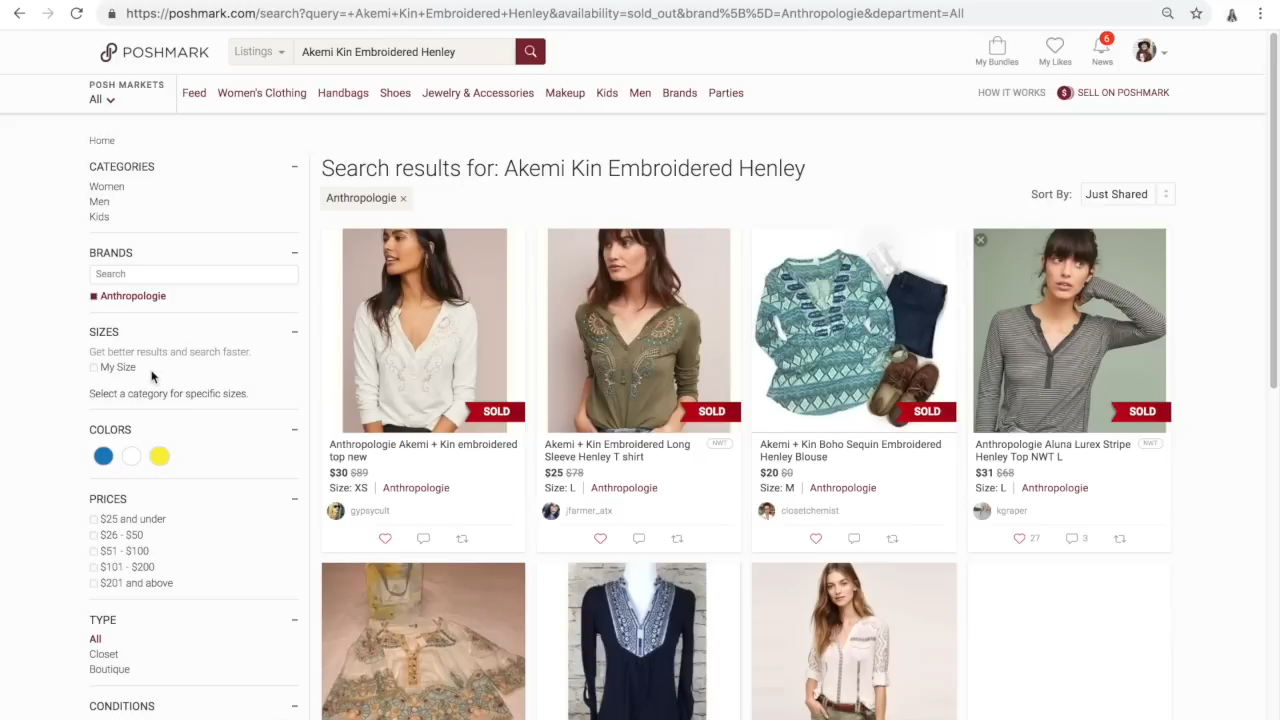 https://poshmark.com/search?query=+Akemi+Kin+Embroidered+Henley&availability=sold_out&brand%5B%5D=Anthropologie&department=All
POSHMARK
Listings
Akemi Kin Embroidered Henley
My Bundles
My Likes
6
News
POSH MARKETS
All
Feed
Women's Clothing
Handbags
Shoes
Jewelry & Accessories
Makeup
Kids
Men
Brands
Parties
HOW IT WORKS
$
SELL ON POSHMARK
Home
CATEGORIES
Women
Men
Kids
BRANDS
Search
Anthropologie
SIZES
Get better results and search faster.
My Size
Select a category for specific sizes.
COLORS
PRICES
$25 and under
$26 - $50
$51 - $100
$101 - $200
$201 and above
TYPE
All
Closet
Boutique
CONDITIONS
Search results for: Akemi Kin Embroidered Henley
Anthropologie ×
Sort By:
Just Shared
SOLD
Anthropologie Akemi + Kin embroidered
top new
$30 $89
Size: XS | Anthropologie
gypsycult
SOLD
Akemi + Kin Embroidered Long
Sleeve Henley T shirt
NWT
$25 $78
Size: L | Anthropologie
jfarmer_atx
SOLD
Akemi + Kin Boho Sequin Embroidered
Henley Blouse
$20 $0
Size: M | Anthropologie
closetchemist
SOLD
Anthropologie Aluna Lurex Stripe
Henley Top NWT L
NWT
$31 $68
Size: L | Anthropologie
kgraper
27
3